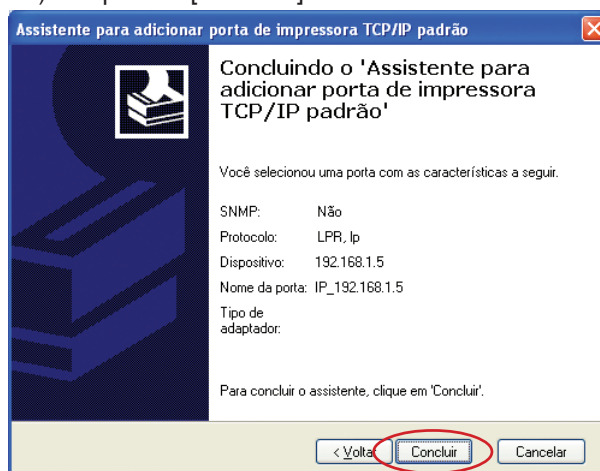 Assistente para adicionar porta de impressora TCP/IP padrão
Concluindo o 'Assistente para
adicionar porta de impressora
TCP/IP padrão'
Você selecionou uma porta com as características a seguir.
SNMP: Não
Protocolo: LPR, lp
Dispositivo: 192.168.1.5
Nome da porta: IP_192.168.1.5
Tipo de
adaptador:
Para concluir o assistente, clique em 'Concluir'.
< Voltar Concluir Cancelar